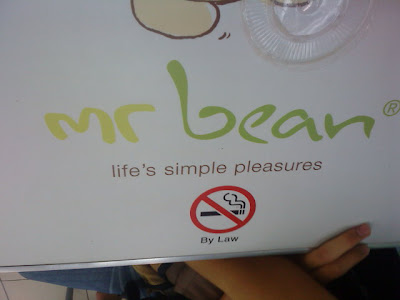 mr bean®
life's simple pleasures
By Law